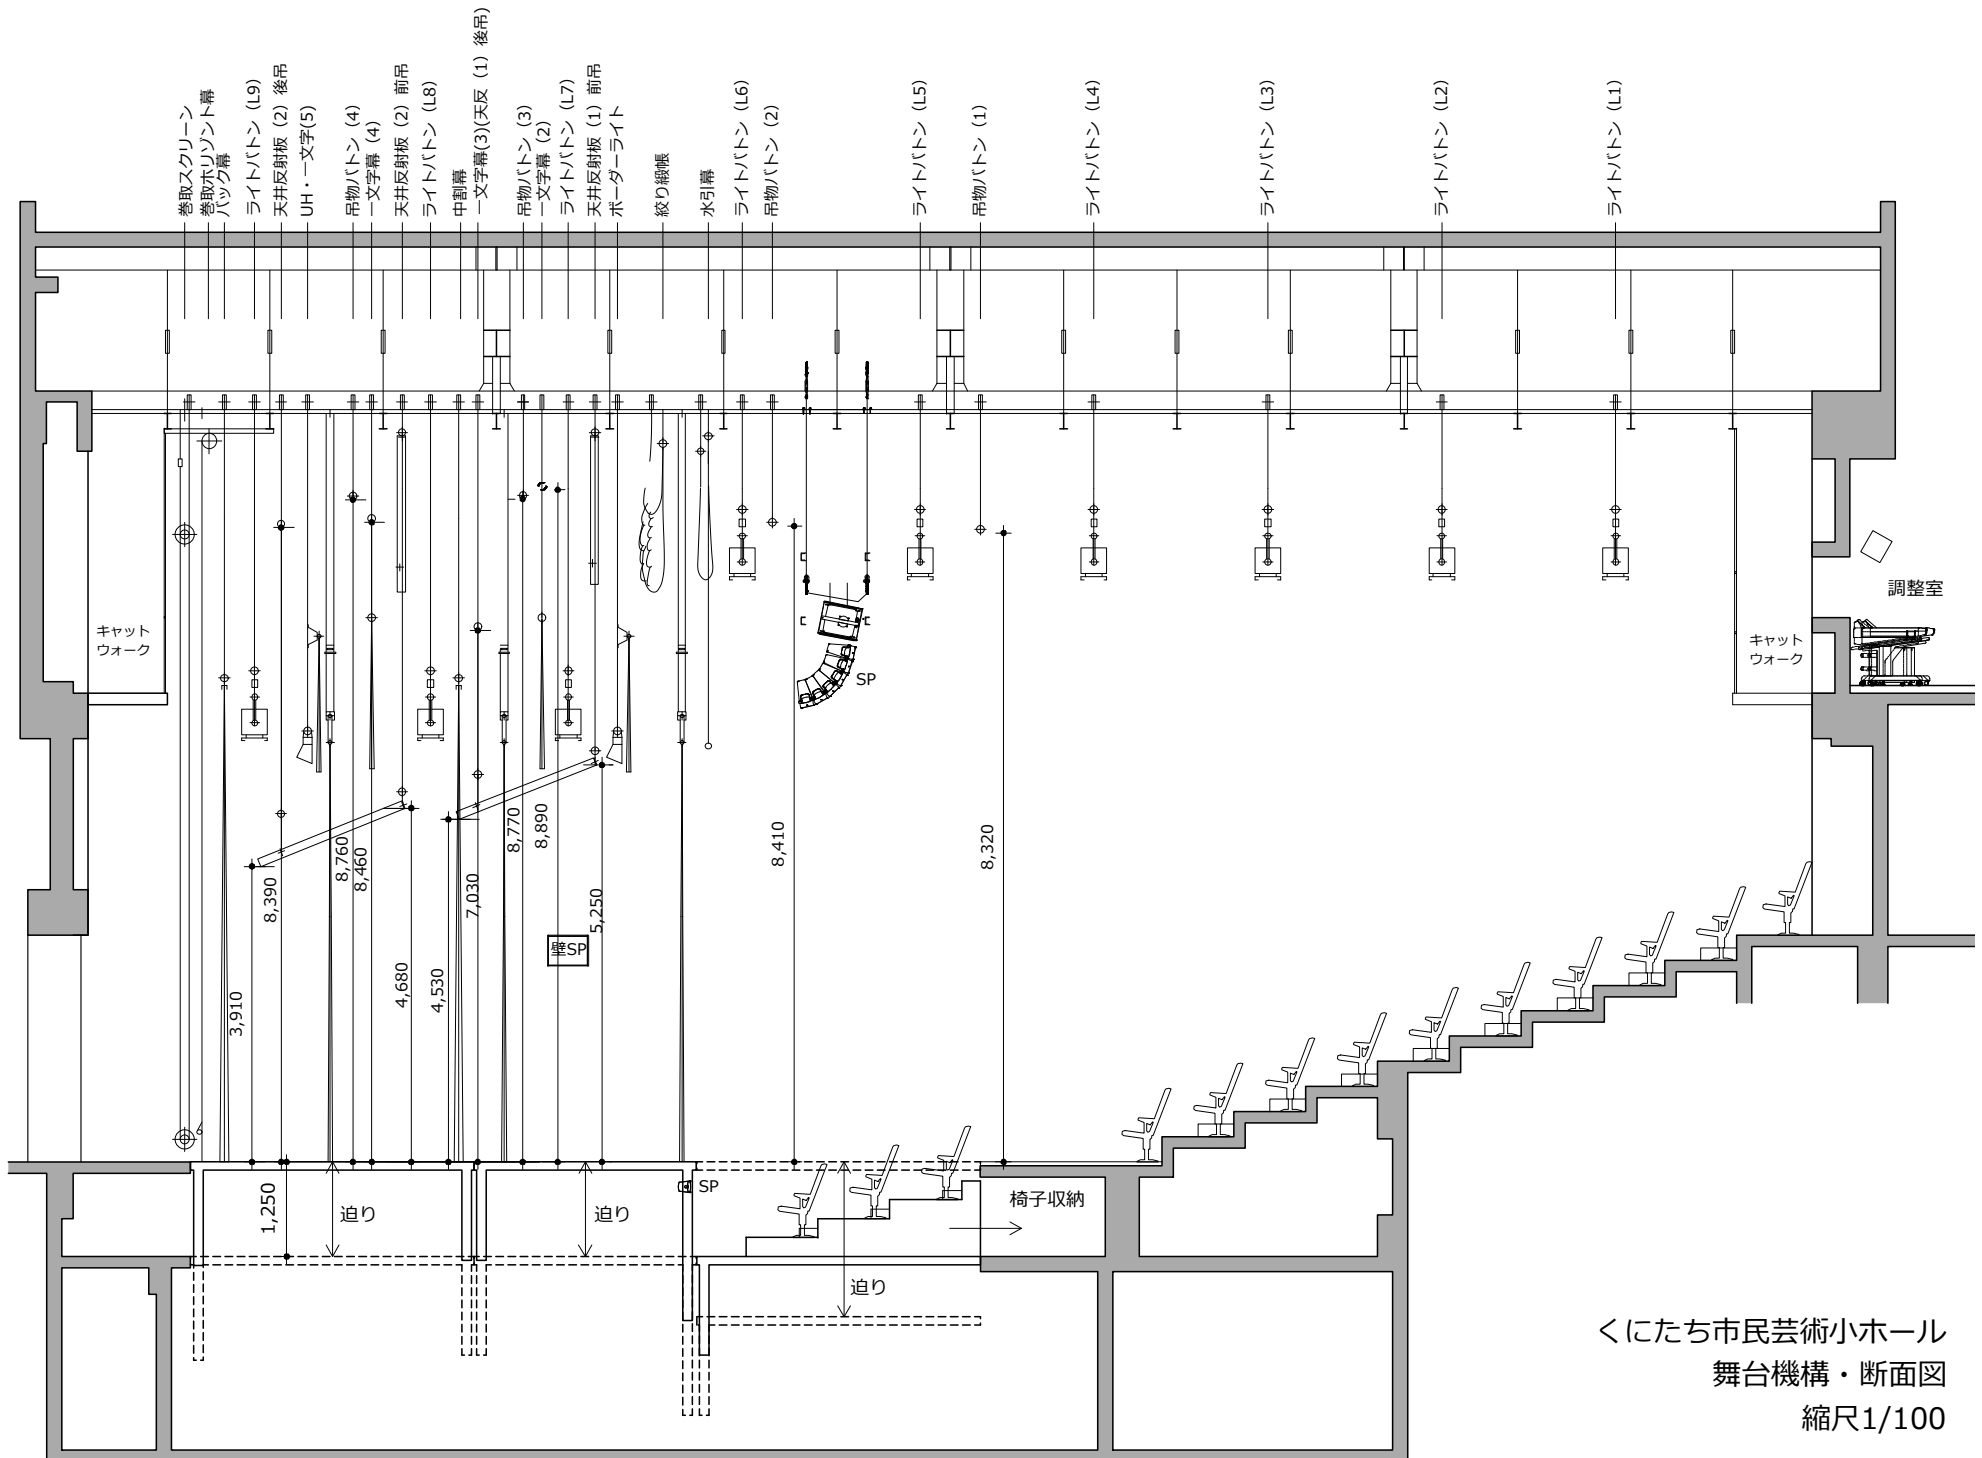 巻取スクリーン
巻取ホリゾント幕
バック幕
ライトバトン（L9）
天井反射板（2）後吊
UH・一文字(5)
吊物バトン（4）
一文字幕（4）
天井反射板（2）前吊
ライトバトン（L8）
中割幕
一文字幕(3)(天反（1）後吊)
吊物バトン（3）
一文字幕（2）
ライトバトン（L7）
天井反射板（1）前吊
ボーダーライト
絞り緞帳
水引幕
ライトバトン（L6）
吊物バトン（2）
ライトバトン（L5）
吊物バトン（1）
ライトバトン（L4）
ライトバトン（L3）
ライトバトン（L2）
ライトバトン（L1）
キャット
ウォーク
SP
調整室
キャット
ウォーク
3,910
8,390
8,760
8,460
4,680
4,530
7,030
8,770
8,890
5,250
8,410
8,320
壁SP
1,250
迫り
迫り
SP
迫り
椅子収納
くにたち市民芸術小ホール
舞台機構・断面図
縮尺1/100